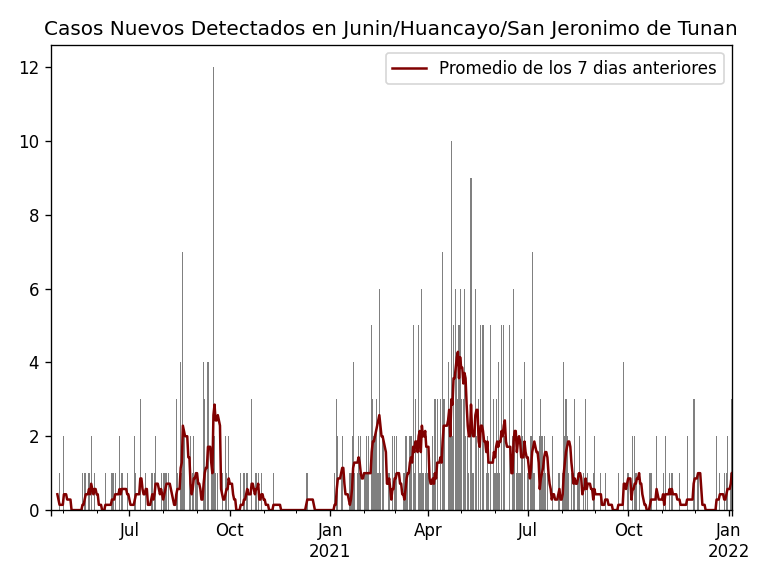 Casos Nuevos Detectados en Junin/Huancayo/San Jeronimo de Tunan
Promedio de los 7 dias anteriores
12
10
8
6
4
2
0
Jul
Oct
Jan
2021
Apr
Jul
Oct
Jan
2022